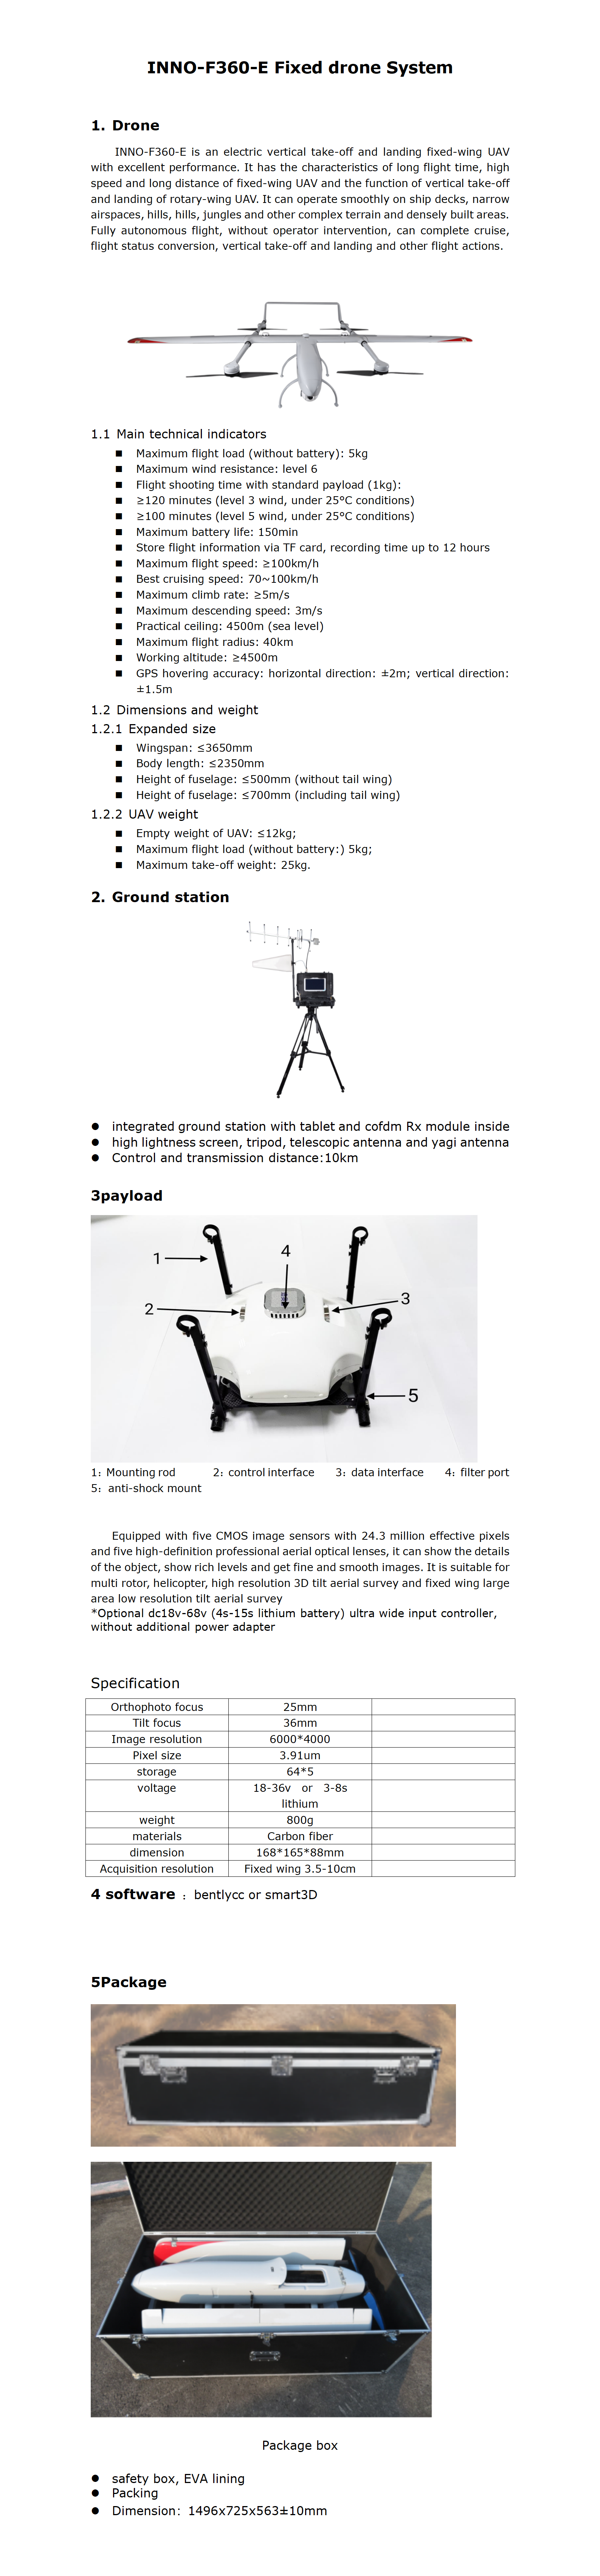 INNO-F360-E Fixed drone System
1. Drone
INNO-F360-E is an electric vertical take-off and landing fixed-wing UAV
with excellent performance. It has the characteristics of long flight time, high
speed and long distance of fixed-wing UAV and the function of vertical take-off
and landing of rotary-wing UAV. It can operate smoothly on ship decks, narrow
airspaces, hills, hills, jungles and other complex terrain and densely built areas.
Fully autonomous flight, without operator intervention, can complete cruise,
flight status conversion, vertical take-off and landing and other flight actions.
1.1 Main technical indicators
■ Maximum flight load (without battery): 5kg
■ Maximum wind resistance: level 6
■ Flight shooting time with standard payload (1kg):
■ ≥120 minutes (level 3 wind, under 25°C conditions)
■ ≥100 minutes (level 5 wind, under 25°C conditions)
■ Maximum battery life: 150min
■ Store flight information via TF card, recording time up to 12 hours
■ Maximum flight speed: ≥100km/h
■ Best cruising speed: 70~100km/h
■ Maximum climb rate: ≥5m/s
■ Maximum descending speed: 3m/s
■ Practical ceiling: 4500m (sea level)
■ Maximum flight radius: 40km
■ Working altitude: ≥4500m
■ GPS hovering accuracy: horizontal direction: ±2m; vertical direction:
±1.5m
1.2 Dimensions and weight
1.2.1 Expanded size
■ Wingspan: ≤3650mm
■ Body length: ≤2350mm
■ Height of fuselage: ≤500mm (without tail wing)
■ Height of fuselage: ≤700mm (including tail wing)
1.2.2 UAV weight
■ Empty weight of UAV: ≤12kg;
■ Maximum flight load (without battery:) 5kg;
■ Maximum take-off weight: 25kg.
2. Ground station
● integrated ground station with tablet and cofdm Rx module inside
● high lightness screen, tripod, telescopic antenna and yagi antenna
● Control and transmission distance:10km
3payload
4
1
3
2
5
1：Mounting rod 2：control interface 3：data interface 4：filter port
5：anti-shock mount
Equipped with five CMOS image sensors with 24.3 million effective pixels
and five high-definition professional aerial optical lenses, it can show the details
of the object, show rich levels and get fine and smooth images. It is suitable for
multi rotor, helicopter, high resolution 3D tilt aerial survey and fixed wing large
area low resolution tilt aerial survey
*Optional dc18v-68v (4s-15s lithium battery) ultra wide input controller,
without additional power adapter
Specification
Orthophoto focus 25mm
Tilt focus 36mm
Image resolution 6000*4000
Pixel size 3.91um
storage 64*5
voltage 18-36v or 3-8s
lithium
weight 800g
materials Carbon fiber
dimension 168*165*88mm
Acquisition resolution Fixed wing 3.5-10cm
4 software ：bentlycc or smart3D
5Package
Package box
● safety box, EVA lining
● Packing
● Dimension：1496x725x563±10mm